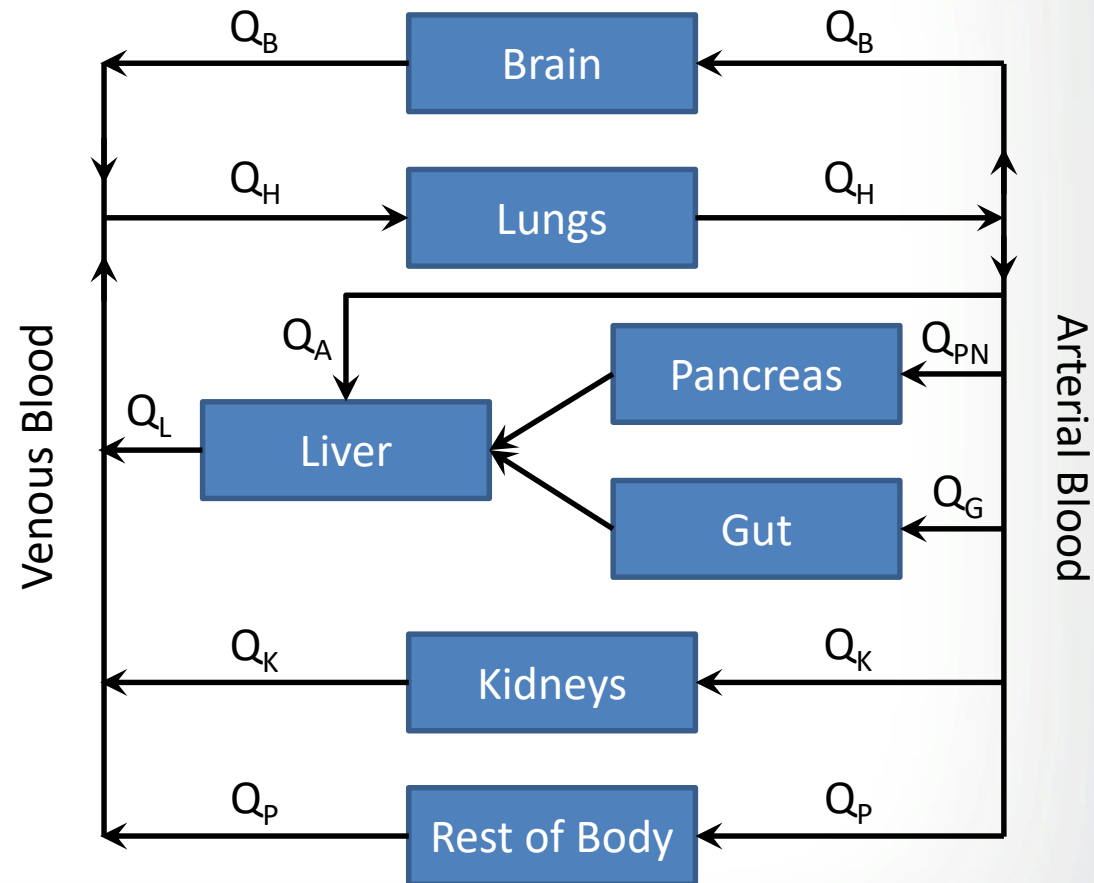 Q_B
Brain
Q_B
Q_H
Lungs
Q_H
Q_A
Pancreas
Q_PN
Q_L
Liver
Gut
Q_G
Q_K
Kidneys
Q_K
Q_P
Rest of Body
Q_P
Venous Blood
Arterial Blood